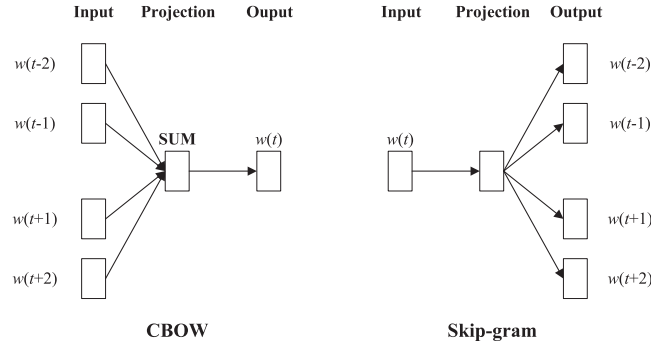 Input Projection Ouput Input Projection Output
w(t-2) w(t-2)
w(t-1) w(t-1)
SUM w(t) w(t)
w(t+1) w(t+1)
w(t+2) w(t+2)
CBOW Skip-gram